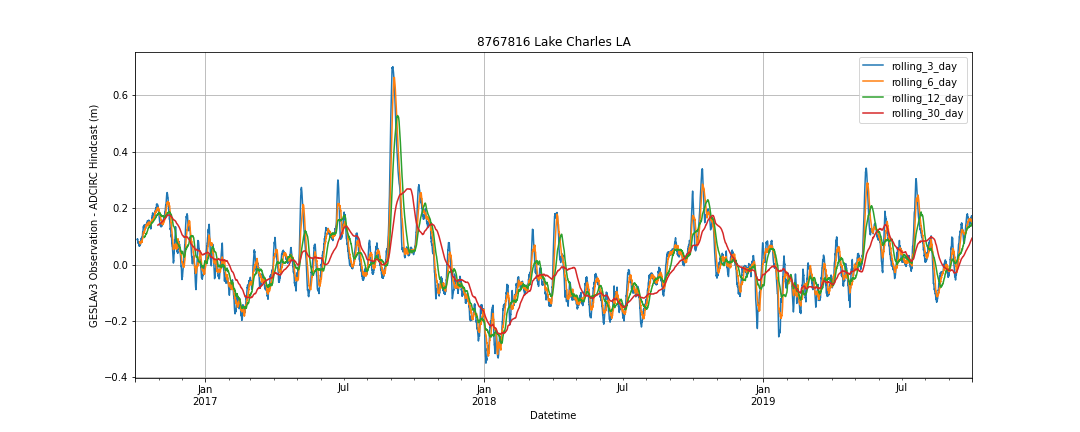 8767816 Lake Charles LA
rolling_3_day
rolling_6_day
rolling_12_day
rolling_30_day
GESLAv3 Observation - ADCIRC Hindcast (m)
0.6
0.4
0.2
0.0
−0.2
−0.4
Jan Jul Jan Jul Jan Jul
2017 2018 2019
Datetime